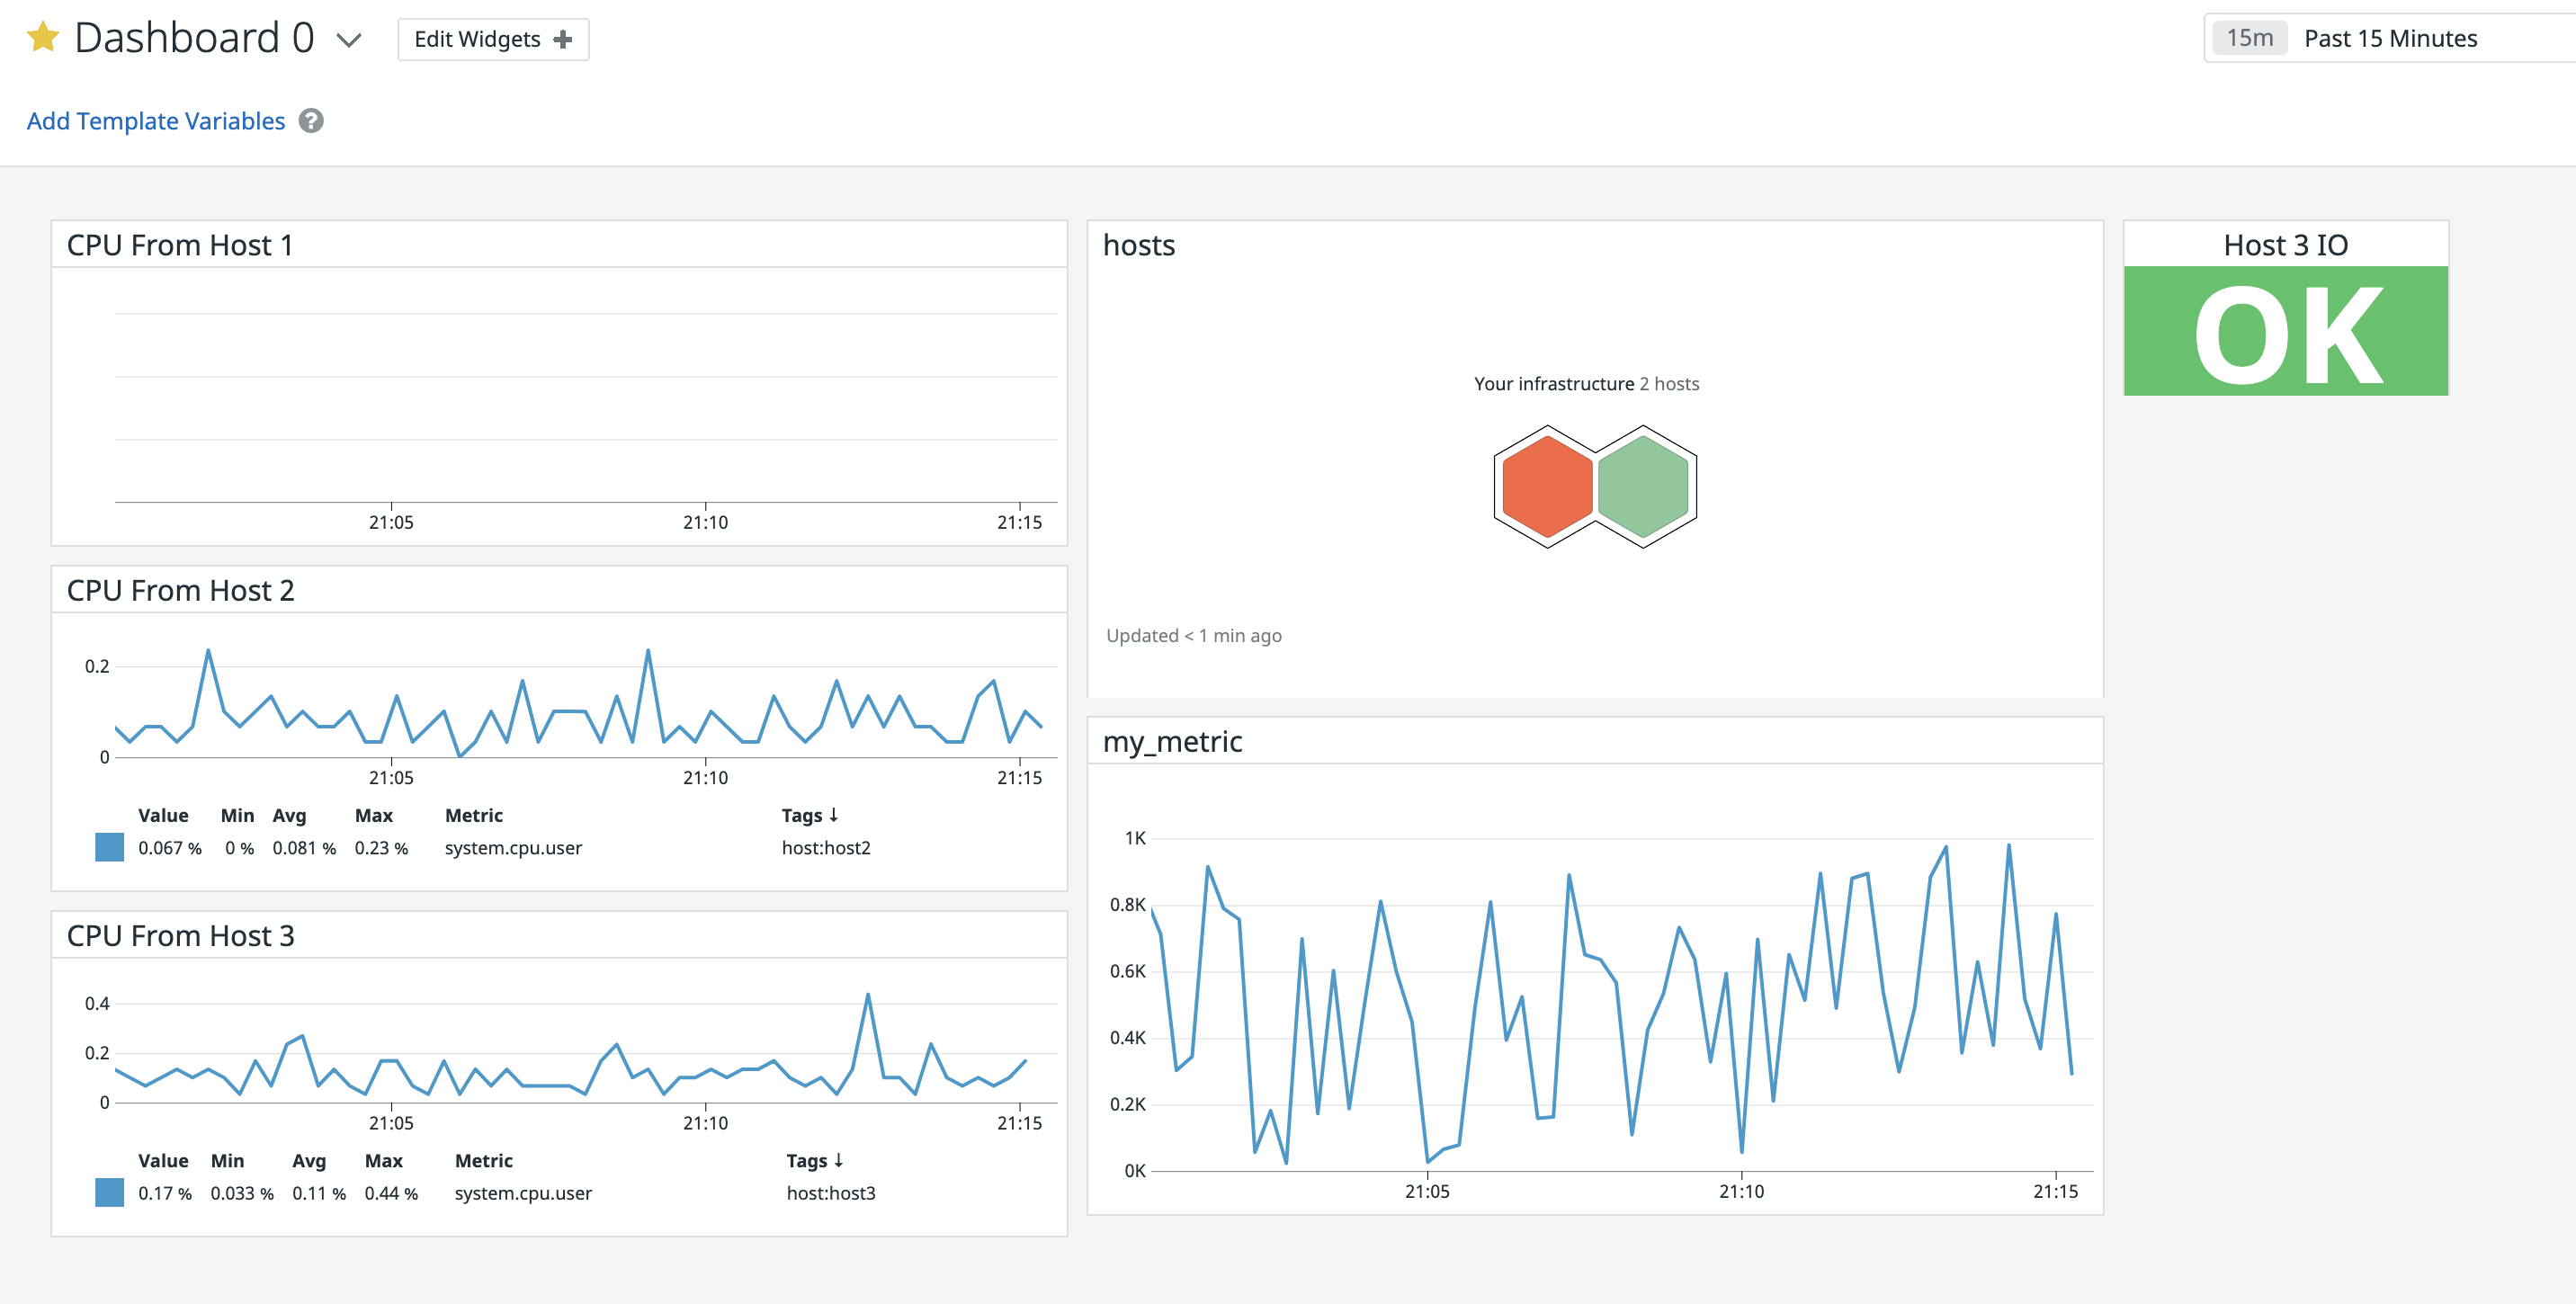 Dashboard 0
Edit Widgets
15m Past 15 Minutes
Add Template Variables ?
CPU From Host 1
21:05 21:10 21:15
CPU From Host 2
0.2
0
21:05 21:10 21:15
Value Min Avg Max Metric Tags ↓
0.067 % 0 % 0.081 % 0.23 % system.cpu.user host:host2
CPU From Host 3
0.4
0.2
0
21:05 21:10 21:15
Value Min Avg Max Metric Tags ↓
0.17 % 0.033 % 0.11 % 0.44 % system.cpu.user host:host3
hosts
Your infrastructure 2 hosts
Updated < 1 min ago
my_metric
1K
0.8K
0.6K
0.4K
0.2K
0K
21:05 21:10 21:15
Host 3 IO
OK